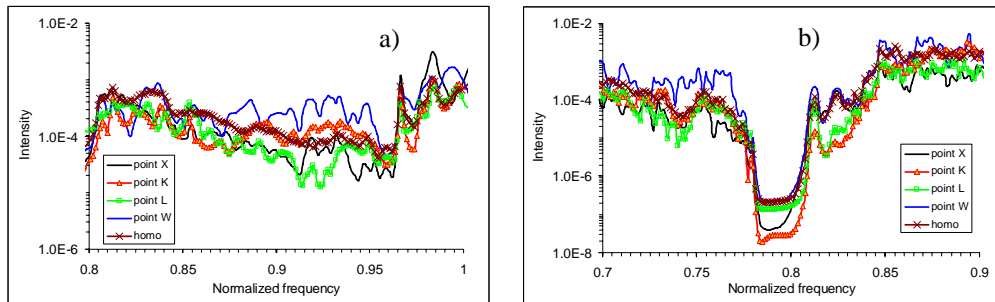 a)
1.0E-2
1.0E-4
1.0E-6
Intensity
point X
point K
point L
point W
homo
0.8
0.85
0.9
0.95
1
Normalized frequency
b)
1.0E-2
1.0E-4
1.0E-6
1.0E-8
Intensity
point X
point K
point L
point W
homo
0.7
0.75
0.8
0.85
0.9
Normalized frequency